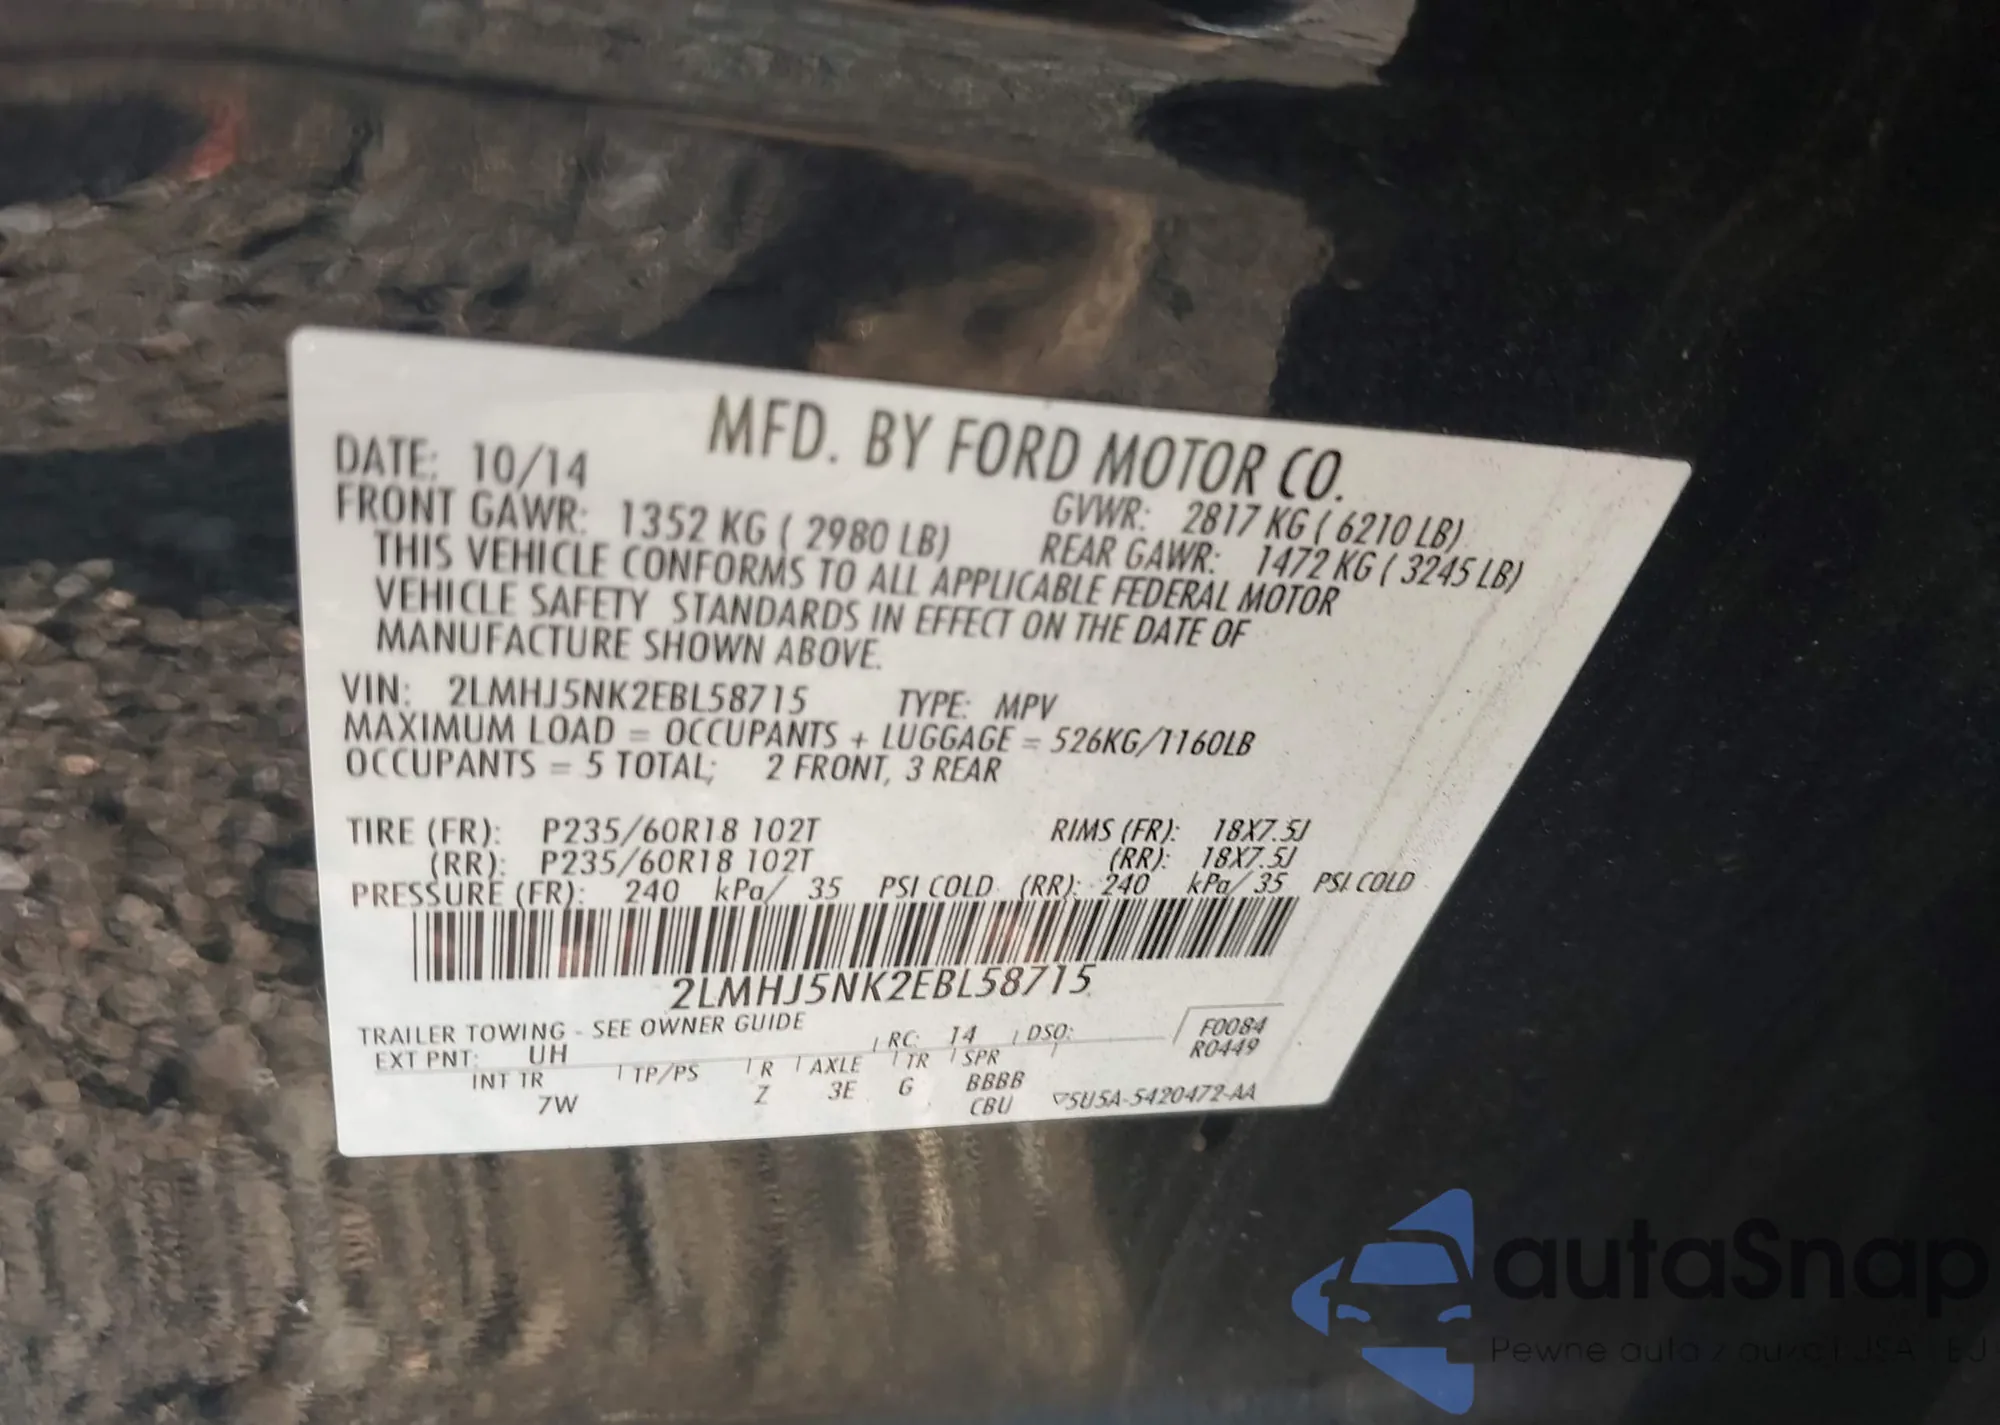 MFD. BY FORD MOTOR CO.
DATE: 10/14
GVWR: 2817 KG ( 6210 LB)
FRONT GAWR: 1352 KG ( 2980 LB)
REAR GAWR: 1472 KG ( 3245 LB)
THIS VEHICLE CONFORMS TO ALL APPLICABLE FEDERAL MOTOR
VEHICLE SAFETY STANDARDS IN EFFECT ON THE DATE OF
MANUFACTURE SHOWN ABOVE.
VIN: 2LMHJ5NK2EBL58715 TYPE: MPV
MAXIMUM LOAD = OCCUPANTS + LUGGAGE = 526KG/1160LB
OCCUPANTS = 5 TOTAL; 2 FRONT, 3 REAR
TIRE (FR): P235/60R18 102T RIMS (FR): 18X7.5J
(RR): P235/60R18 102T (RR): 18X7.5J
PRESSURE (FR): 240 kPa/ 35 PSI COLD (RR): 240 kPa/ 35 PSI COLD
2LMHJ5NK2EBL58715
TRAILER TOWING - SEE OWNER GUIDE
EXT PNT: UH RC: 14 DSO: F0084
R0449
INT TR TP/PS R AXLE TR SPR
7W Z 3E G BBBB
CBU ▽5U5A-5420472-AA
autaSnap
Pewne auto z